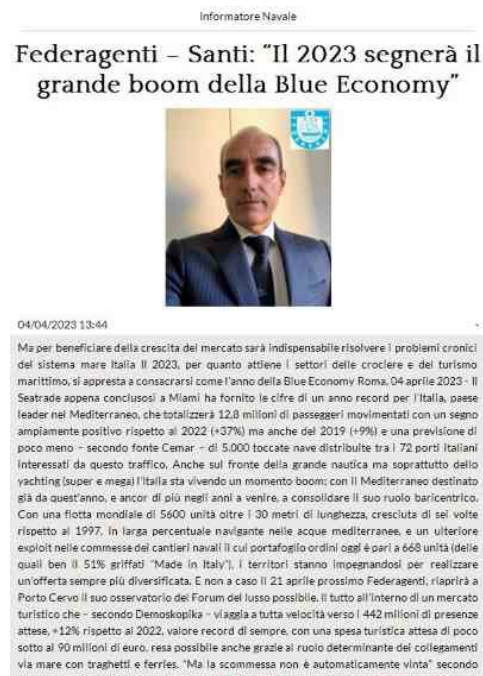 Informatore Navale
Federagenti – Santi: “Il 2023 segnerà il
grande boom della Blue Economy”
04/04/2023 13:44
-
Ma per beneficiare della crescita del mercato sarà indispensabile risolvere i problemi cronici
del sistema mare Italia Il 2023, per quanto attiene i settori delle crociere e del turismo
marittimo, si appresta a consacrarsi come l'anno della Blue Economy Roma, 04 aprile 2023 - Il
Seatrade appena conclusosi a Miami ha fornito le cifre di un anno record per l'Italia, paese
leader nel Mediterraneo, che totalizzerà 12,8 milioni di passeggeri movimentati con un segno
ampiamente positivo rispetto al 2022 (+37%) ma anche del 2019 (+9%) e una previsione di
poco meno – secondo fonte Cemar – di 5.000 toccate nave distribuite tra i 72 porti italiani
interessati da questo traffico. Anche sul fronte della grande nautica ma soprattutto dello
yachting (super e mega) l'Italia sta vivendo un momento boom; con il Mediterraneo destinato
già da quest'anno, e ancor di più negli anni a venire, a consolidare il suo ruolo baricentrico.
Con una flotta mondiale di 5600 unità oltre i 30 metri di lunghezza, cresciuta di sei volte
rispetto al 1997, in larga percentuale navigante nelle acque mediterranee, e un ulteriore
exploit nelle commesse dei cantieri navali il cui portafoglio ordini oggi è pari a 668 unità (delle
quali ben il 51% griffati "Made in Italy"), i territori stanno impegnandosi per realizzare
un'offerta sempre più diversificata. E non a caso il 21 aprile prossimo Federagenti, riaprirà a
Porto Cervo il suo osservatorio del Forum del lusso possibile. Il tutto all'interno di un mercato
turistico che – secondo Demoskopika – viaggia a tutta velocità verso i 442 milioni di presenze
attese, +12% rispetto al 2022, valore record di sempre, con una spesa turistica attesa di poco
sotto ai 90 milioni di euro, resa possibile anche grazie al ruolo determinante dei collegamenti
via mare con traghetti e ferries. "Ma la scommessa non è automaticamente vinta" secondo